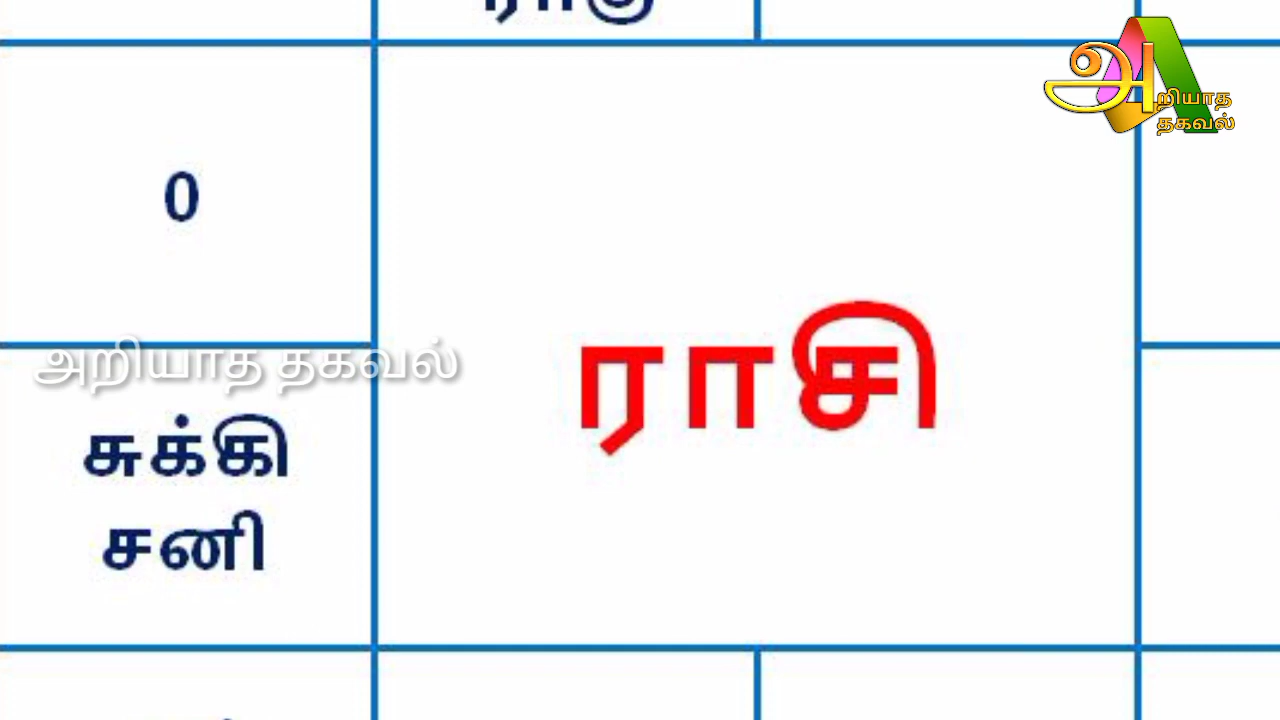 ராகு
அறியாத
தகவல்
0
ராசி
அறியாத தகவல்
சுக்கி
சனி